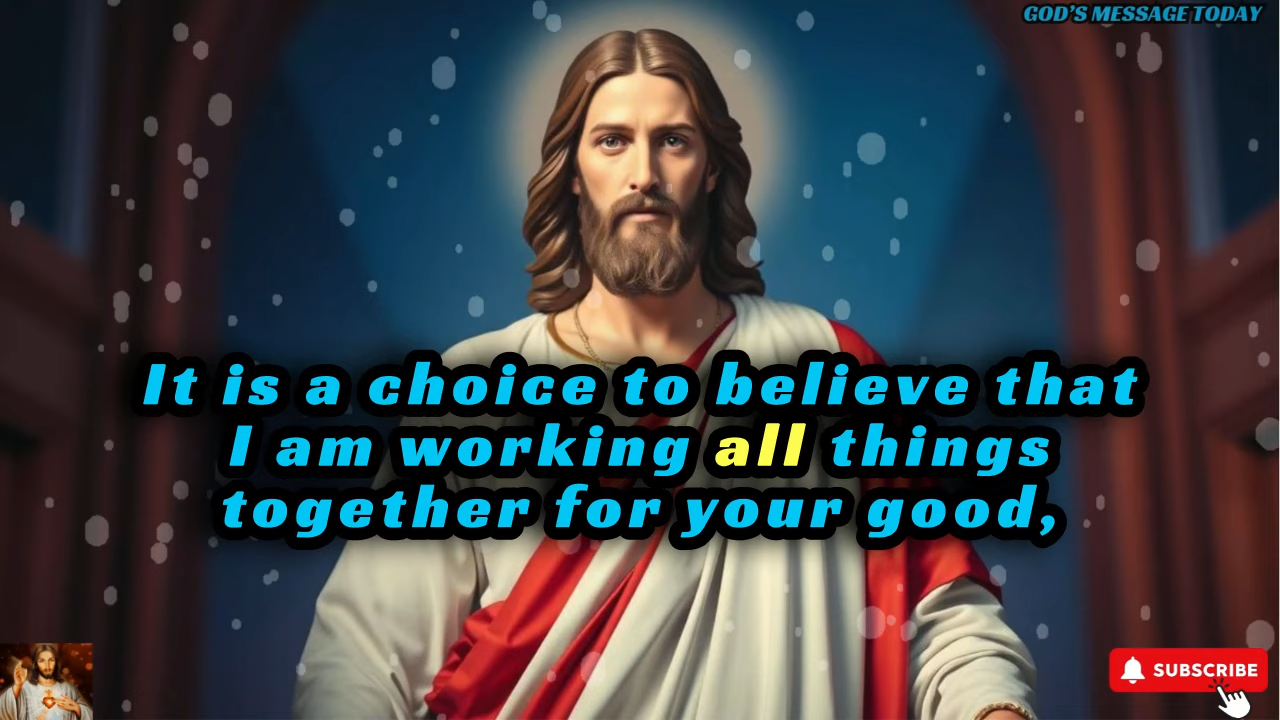 GOD'S MESSAGE TODAY
It is a choice to believe that
I am working all things
together for your good,
SUBSCRIBE